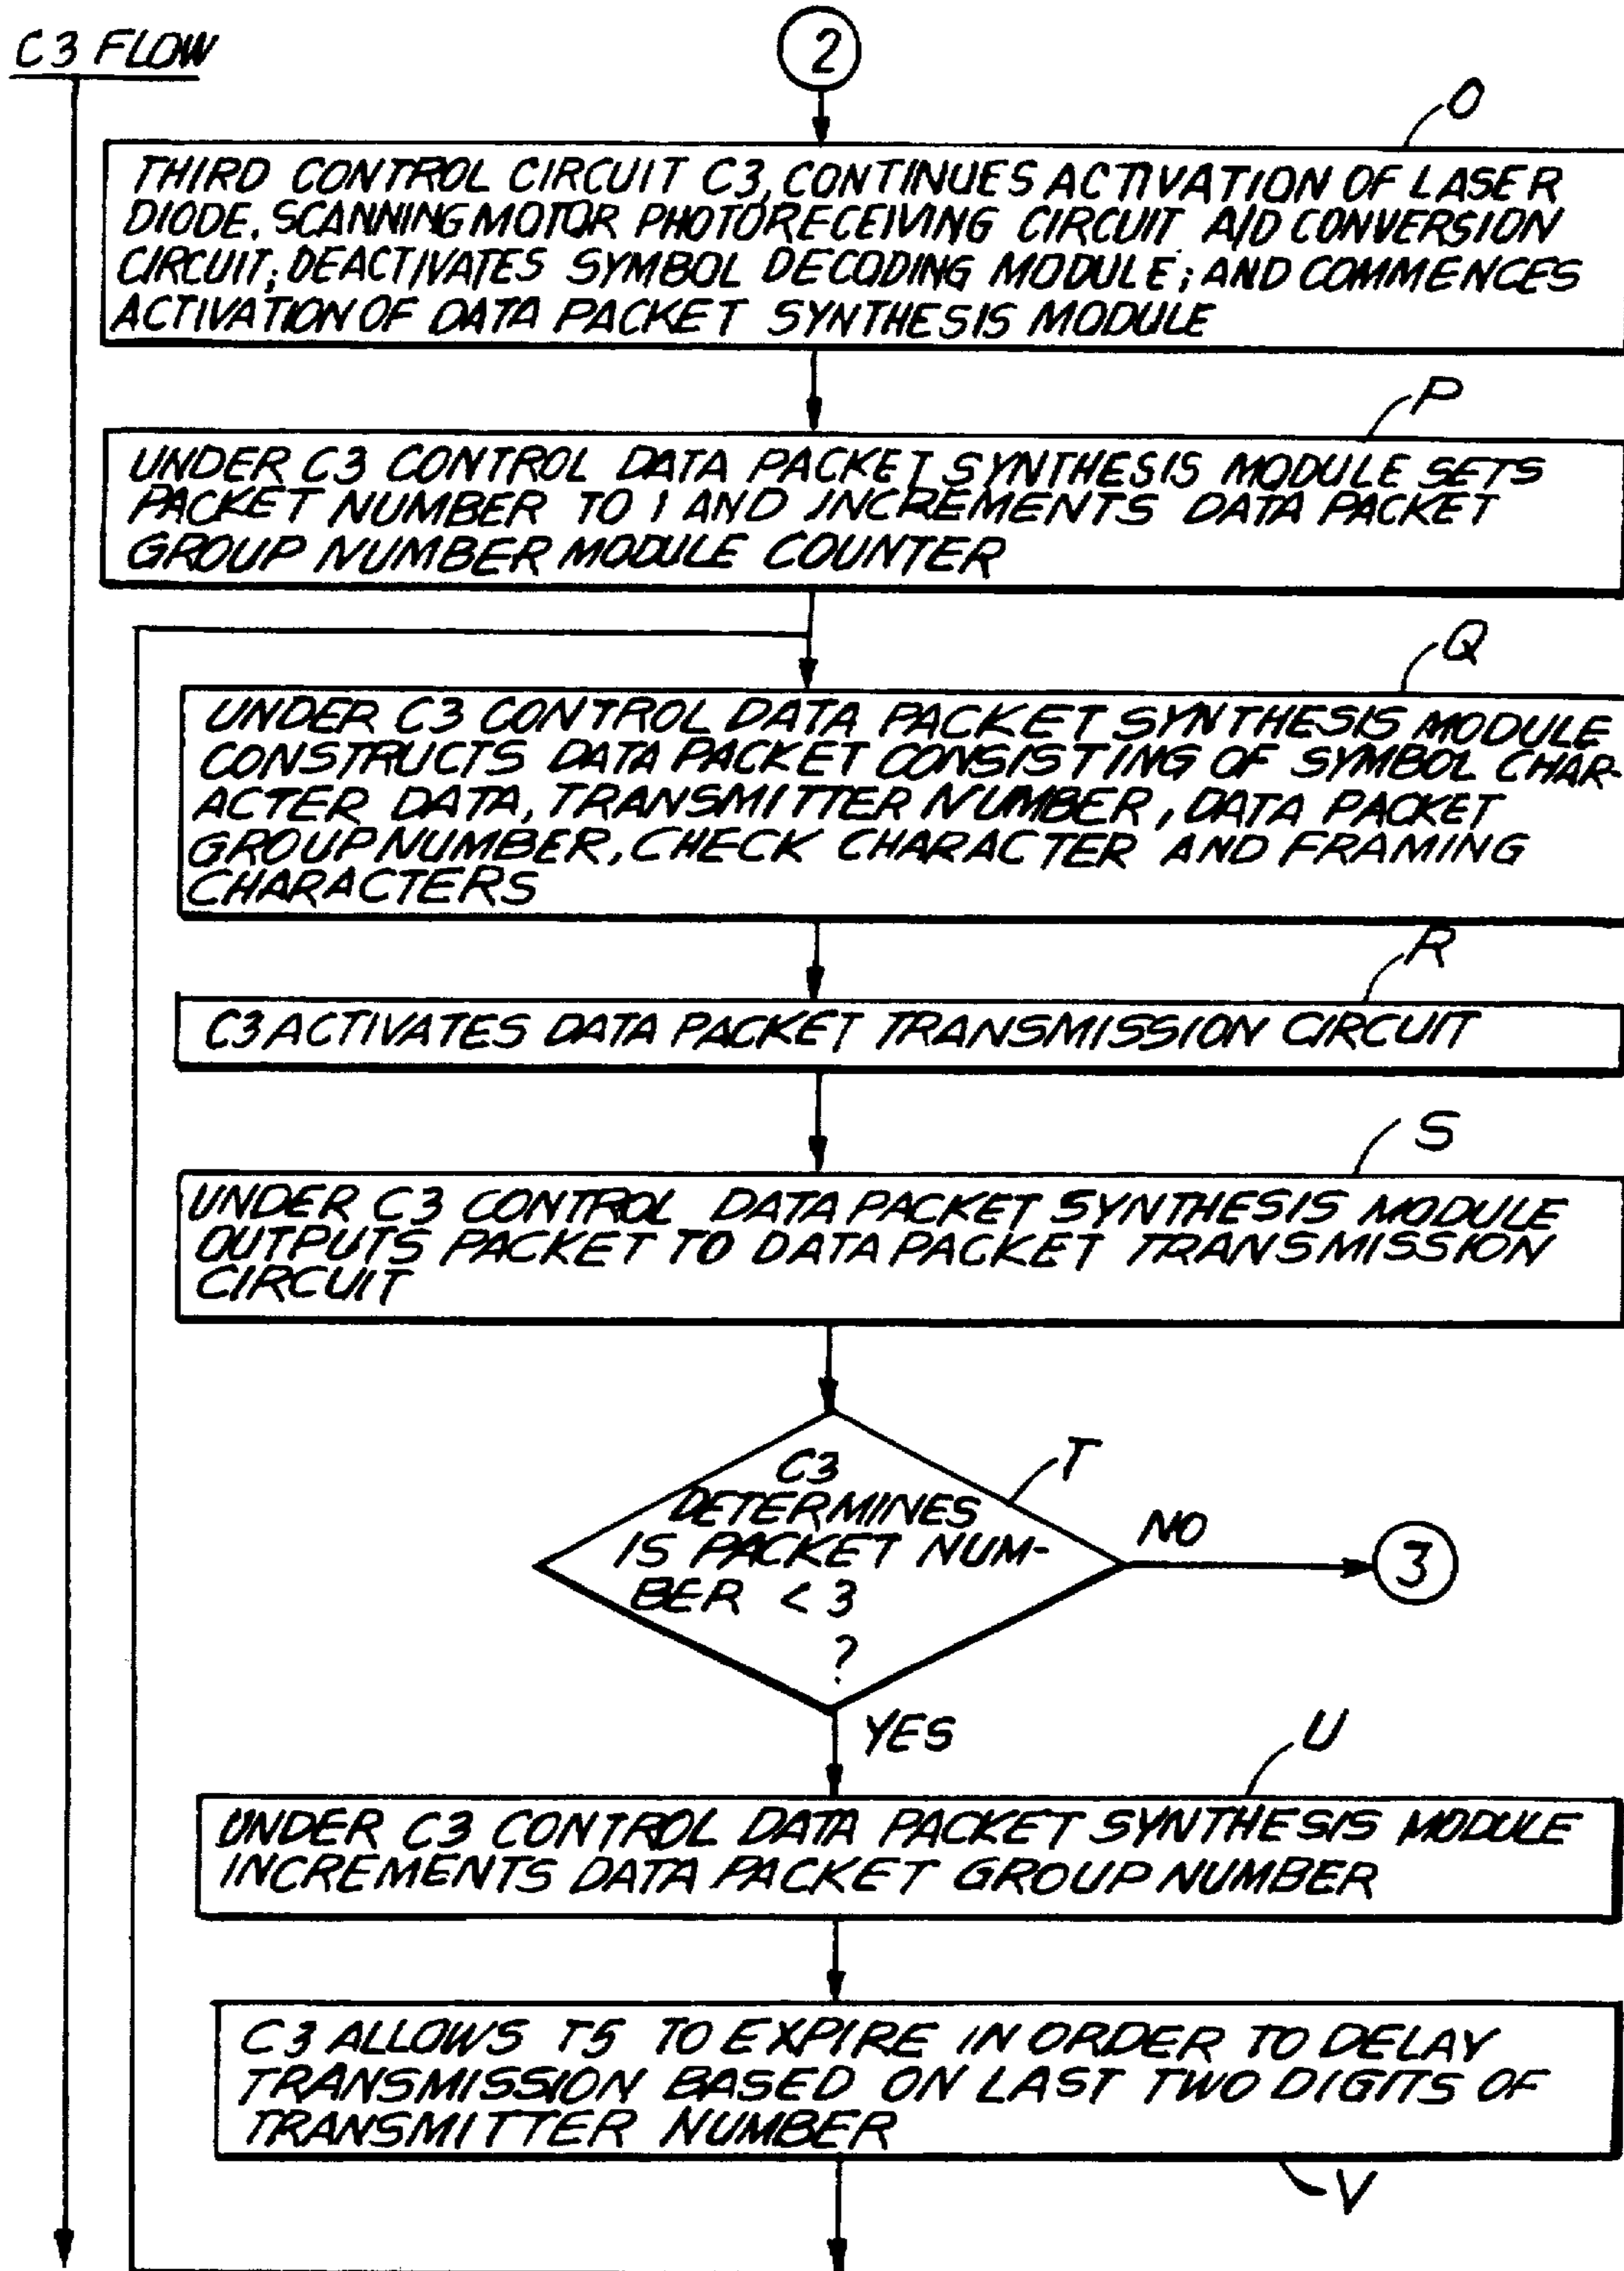 C3 FLOW
2
O
THIRD CONTROL CIRCUIT C3, CONTINUES ACTIVATION OF LASER
DIODE. SCANNING MOTOR PHOTORECEIVING CIRCUIT A/D CONVERSION
CIRCUIT; DEACTIVATES SYMBOL DECODING MODULE; AND COMMENCES
ACTIVATION OF DATA PACKET SYNTHESIS MODULE
P
UNDER C3 CONTROL DATA PACKET SYNTHESIS MODULE SETS
PACKET NUMBER TO 1 AND INCREMENTS DATA PACKET
GROUP NUMBER MODULE COUNTER
Q
UNDER C3 CONTROL DATA PACKET SYNTHESIS MODULE
CONSTRUCTS DATA PACKET CONSISTING OF SYMBOL CHAR-
ACTER DATA, TRANSMITTER NUMBER, DATA PACKET
GROUP NUMBER, CHECK CHARACTER AND FRAMING
CHARACTERS
R
C3 ACTIVATES DATA PACKET TRANSMISSION CIRCUIT
S
UNDER C3 CONTROL DATA PACKET SYNTHESIS MODULE
OUTPUTS PACKET TO DATA PACKET TRANSMISSION
CIRCUIT
T
C3
DETERMINES
IS PACKET NUM-
BER < 3
?
NO
3
YES
U
UNDER C3 CONTROL DATA PACKET SYNTHESIS MODULE
INCREMENTS DATA PACKET GROUP NUMBER
C3 ALLOWS T5 TO EXPIRE IN ORDER TO DELAY
TRANSMISSION BASED ON LAST TWO DIGITS OF
TRANSMITTER NUMBER
V